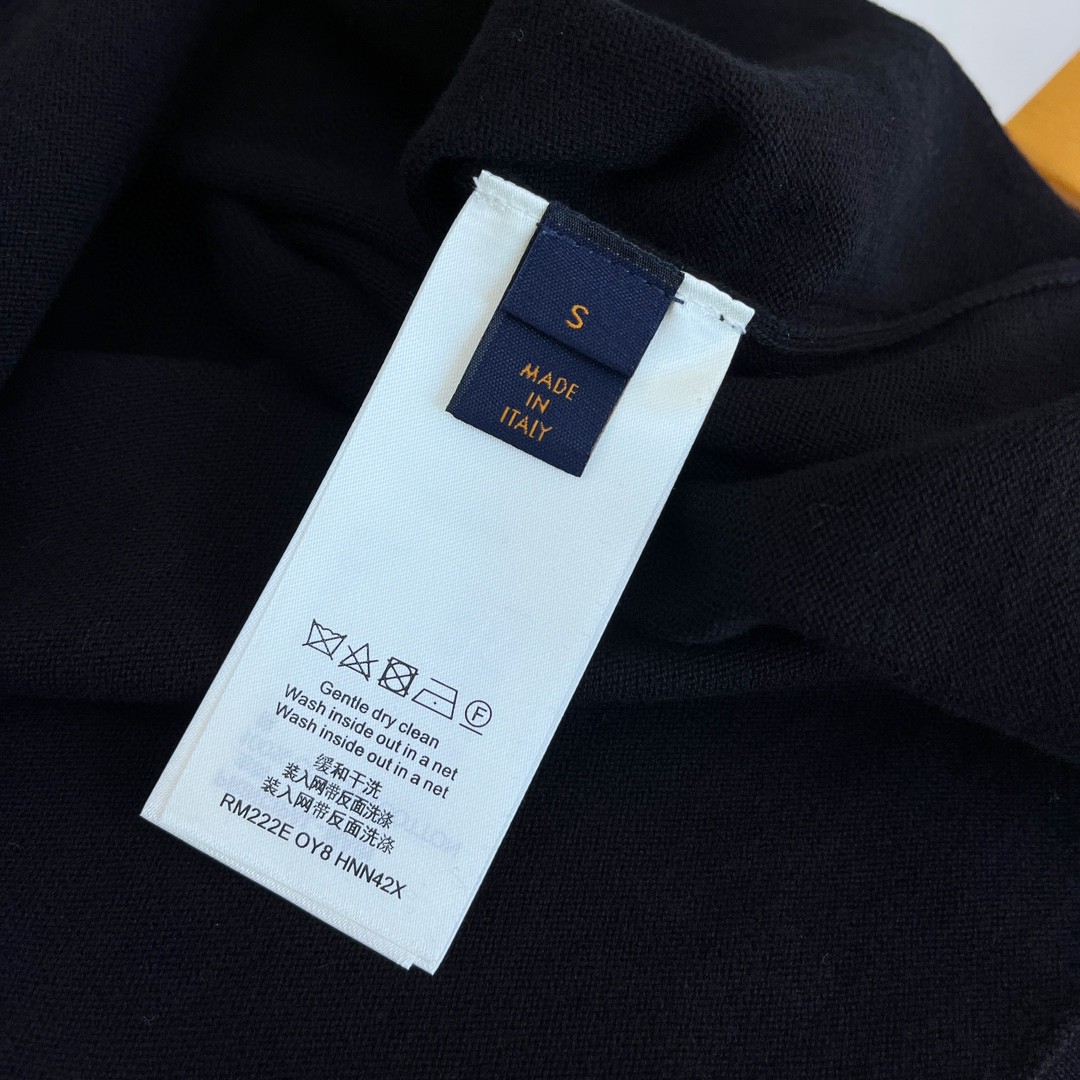 S
MADE
IN
ITALY
F
Gentle dry clean
Wash inside out in a net
Wash inside out in a net
缓和干洗
装入网带反面洗涤
装入网带反面洗涤
RM222E OY8 HNN42X